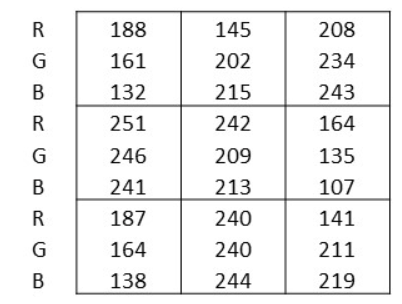 R 188 145 208
G 161 202 234
B 132 215 243
R 251 242 164
G 246 209 135
B 241 213 107
R 187 240 141
G 164 240 211
B 138 244 219